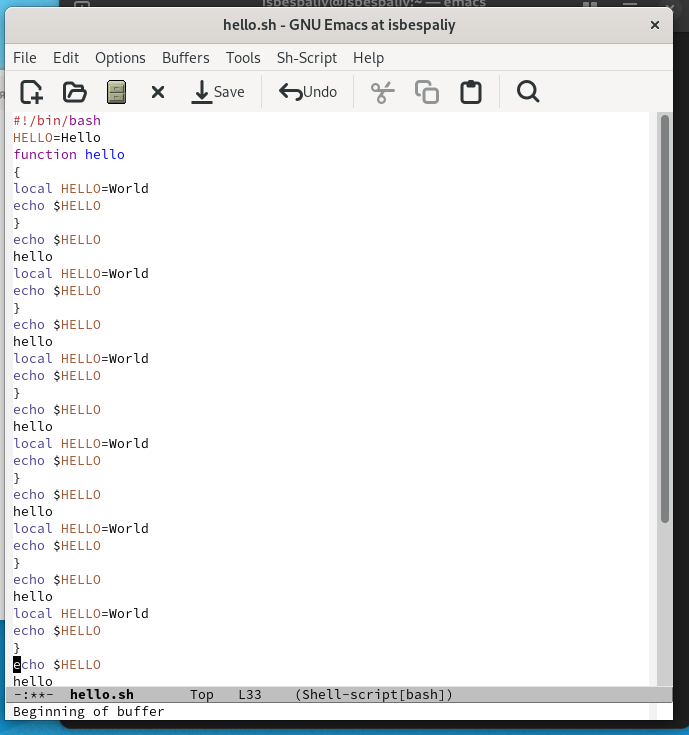 isbespaliy@isbespaliy:~ — emacs
hello.sh - GNU Emacs at isbespaliy
File Edit Options Buffers Tools Sh-Script Help
Save Undo
#!/bin/bash
HELLO=Hello
function hello
{
local HELLO=World
echo $HELLO
}
echo $HELLO
hello
local HELLO=World
echo $HELLO
}
echo $HELLO
hello
local HELLO=World
echo $HELLO
}
echo $HELLO
hello
local HELLO=World
echo $HELLO
}
echo $HELLO
hello
local HELLO=World
echo $HELLO
}
echo $HELLO
hello
local HELLO=World
echo $HELLO
}
echo $HELLO
hello
-:**- hello.sh Top L33 (Shell-script[bash])
Beginning of buffer